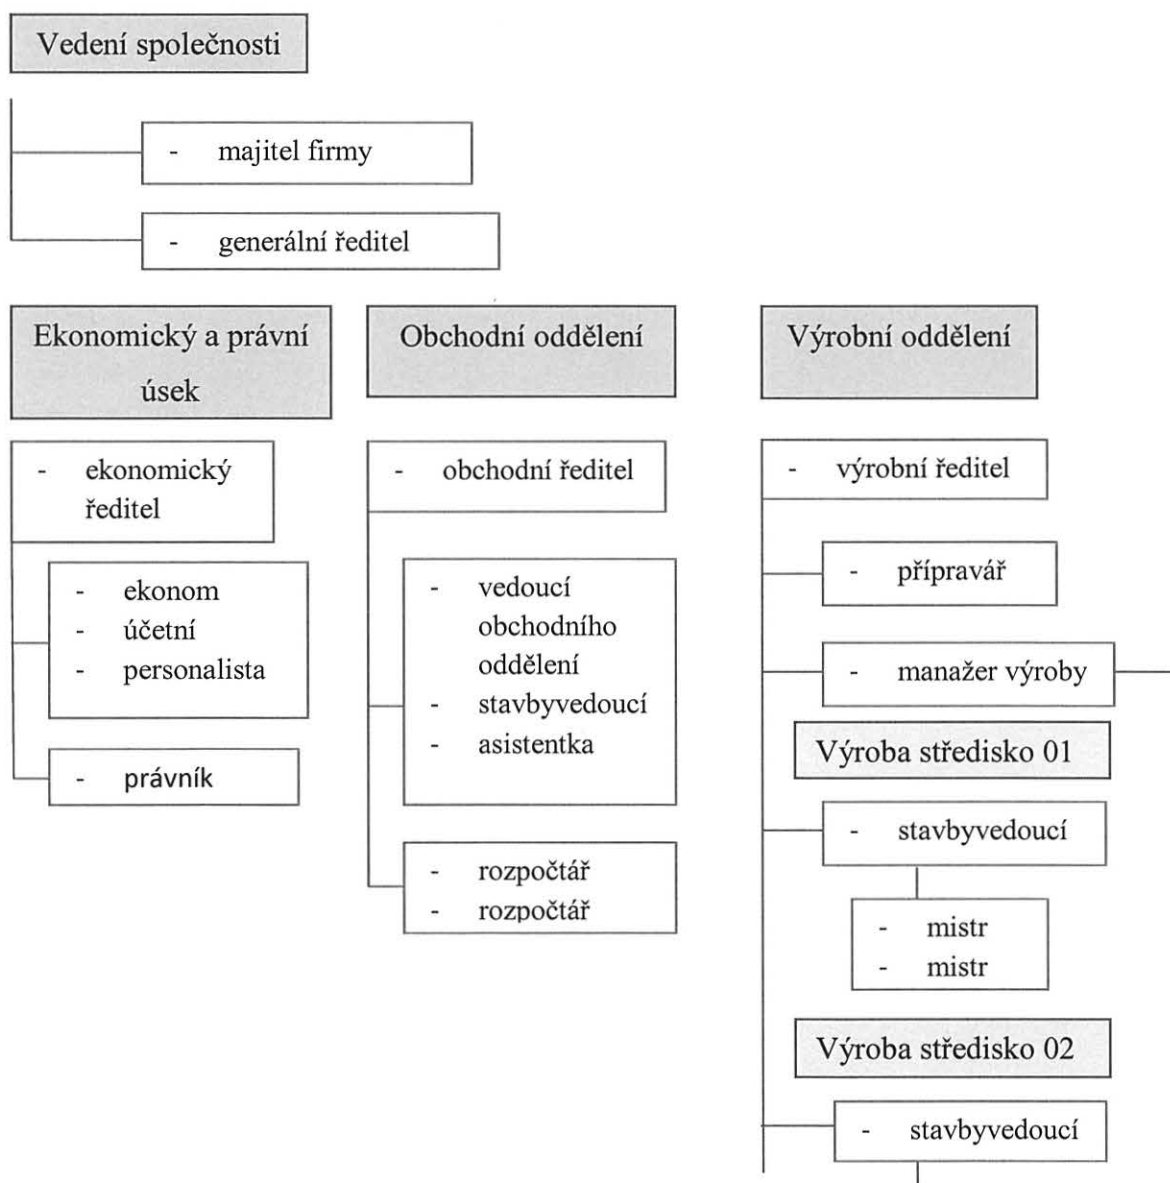 Vedení společnosti
- majitel firmy
- generální ředitel
Ekonomický a právní
úsek
- ekonomický
ředitel
- ekonom
- účetní
- personalista
- právník
Obchodní oddělení
- obchodní ředitel
- vedoucí
obchodního
oddělení
- stavbyvedoucí
- asistentka
- rozpočtář
- rozpočtář
Výrobní oddělení
- výrobní ředitel
- přípravář
- manažer výroby
Výroba středisko 01
- stavbyvedoucí
- mistr
- mistr
Výroba středisko 02
- stavbyvedoucí